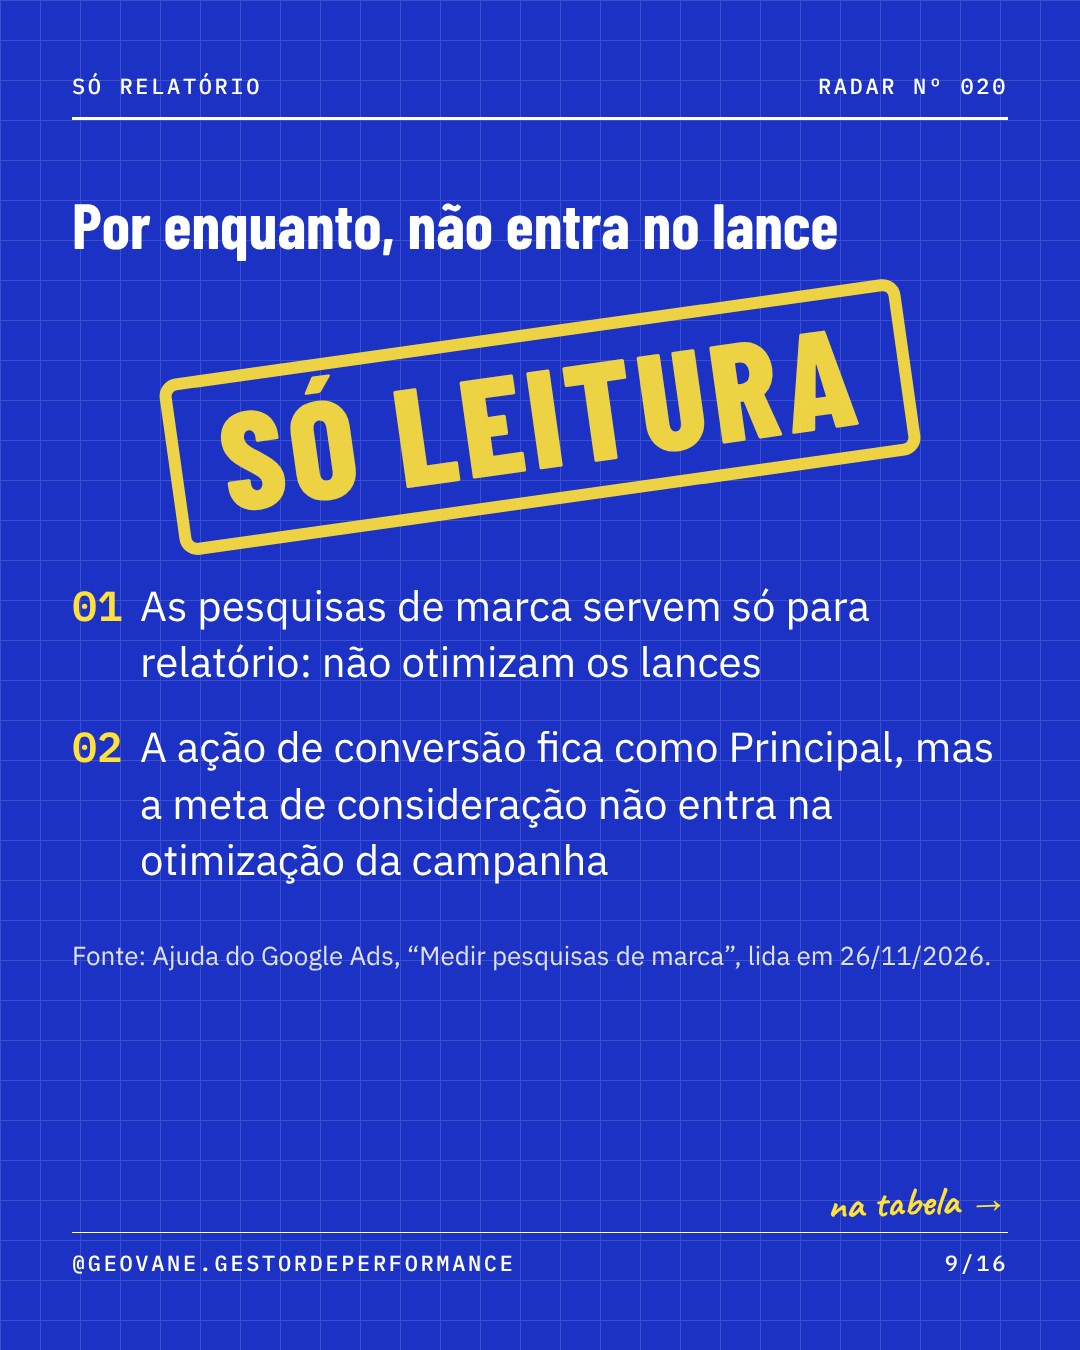 SÓ RELATÓRIO
RADAR Nº 020
Por enquanto, não entra no lance
SÓ LEITURA
01 As pesquisas de marca servem só para
relatório: não otimizam os lances
02 A ação de conversão fica como Principal, mas
a meta de consideração não entra na
otimização da campanha
Fonte: Ajuda do Google Ads, “Medir pesquisas de marca”, lida em 26/11/2026.
na tabela →
@GEOVANE.GESTORDEPERFORMANCE
9/16